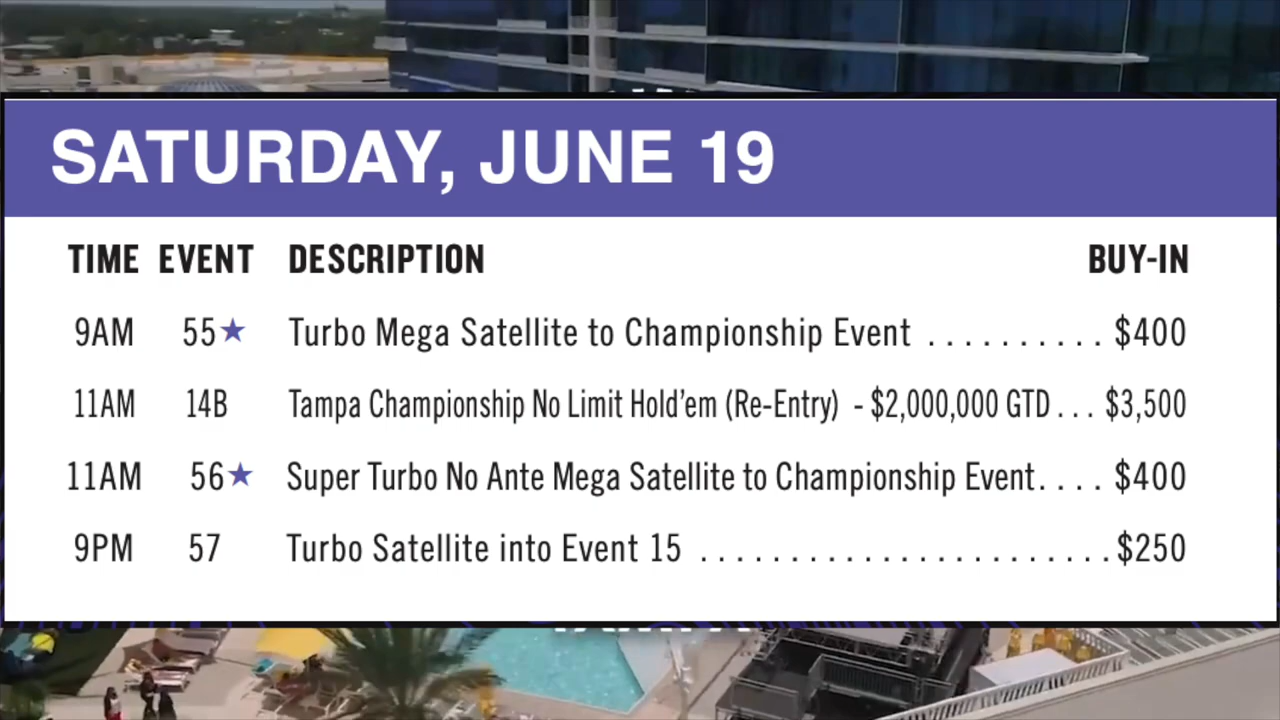 SATURDAY, JUNE 19
TIME EVENT DESCRIPTION BUY-IN
9AM 55★ Turbo Mega Satellite to Championship Event . . . . . . . . . . $400
11AM 14B Tampa Championship No Limit Hold'em (Re-Entry) - $2,000,000 GTD . . . $3,500
11AM 56★ Super Turbo No Ante Mega Satellite to Championship Event. . . . $400
9PM 57 Turbo Satellite into Event 15 . . . . . . . . . . . . . . . . . . . . . . . $250